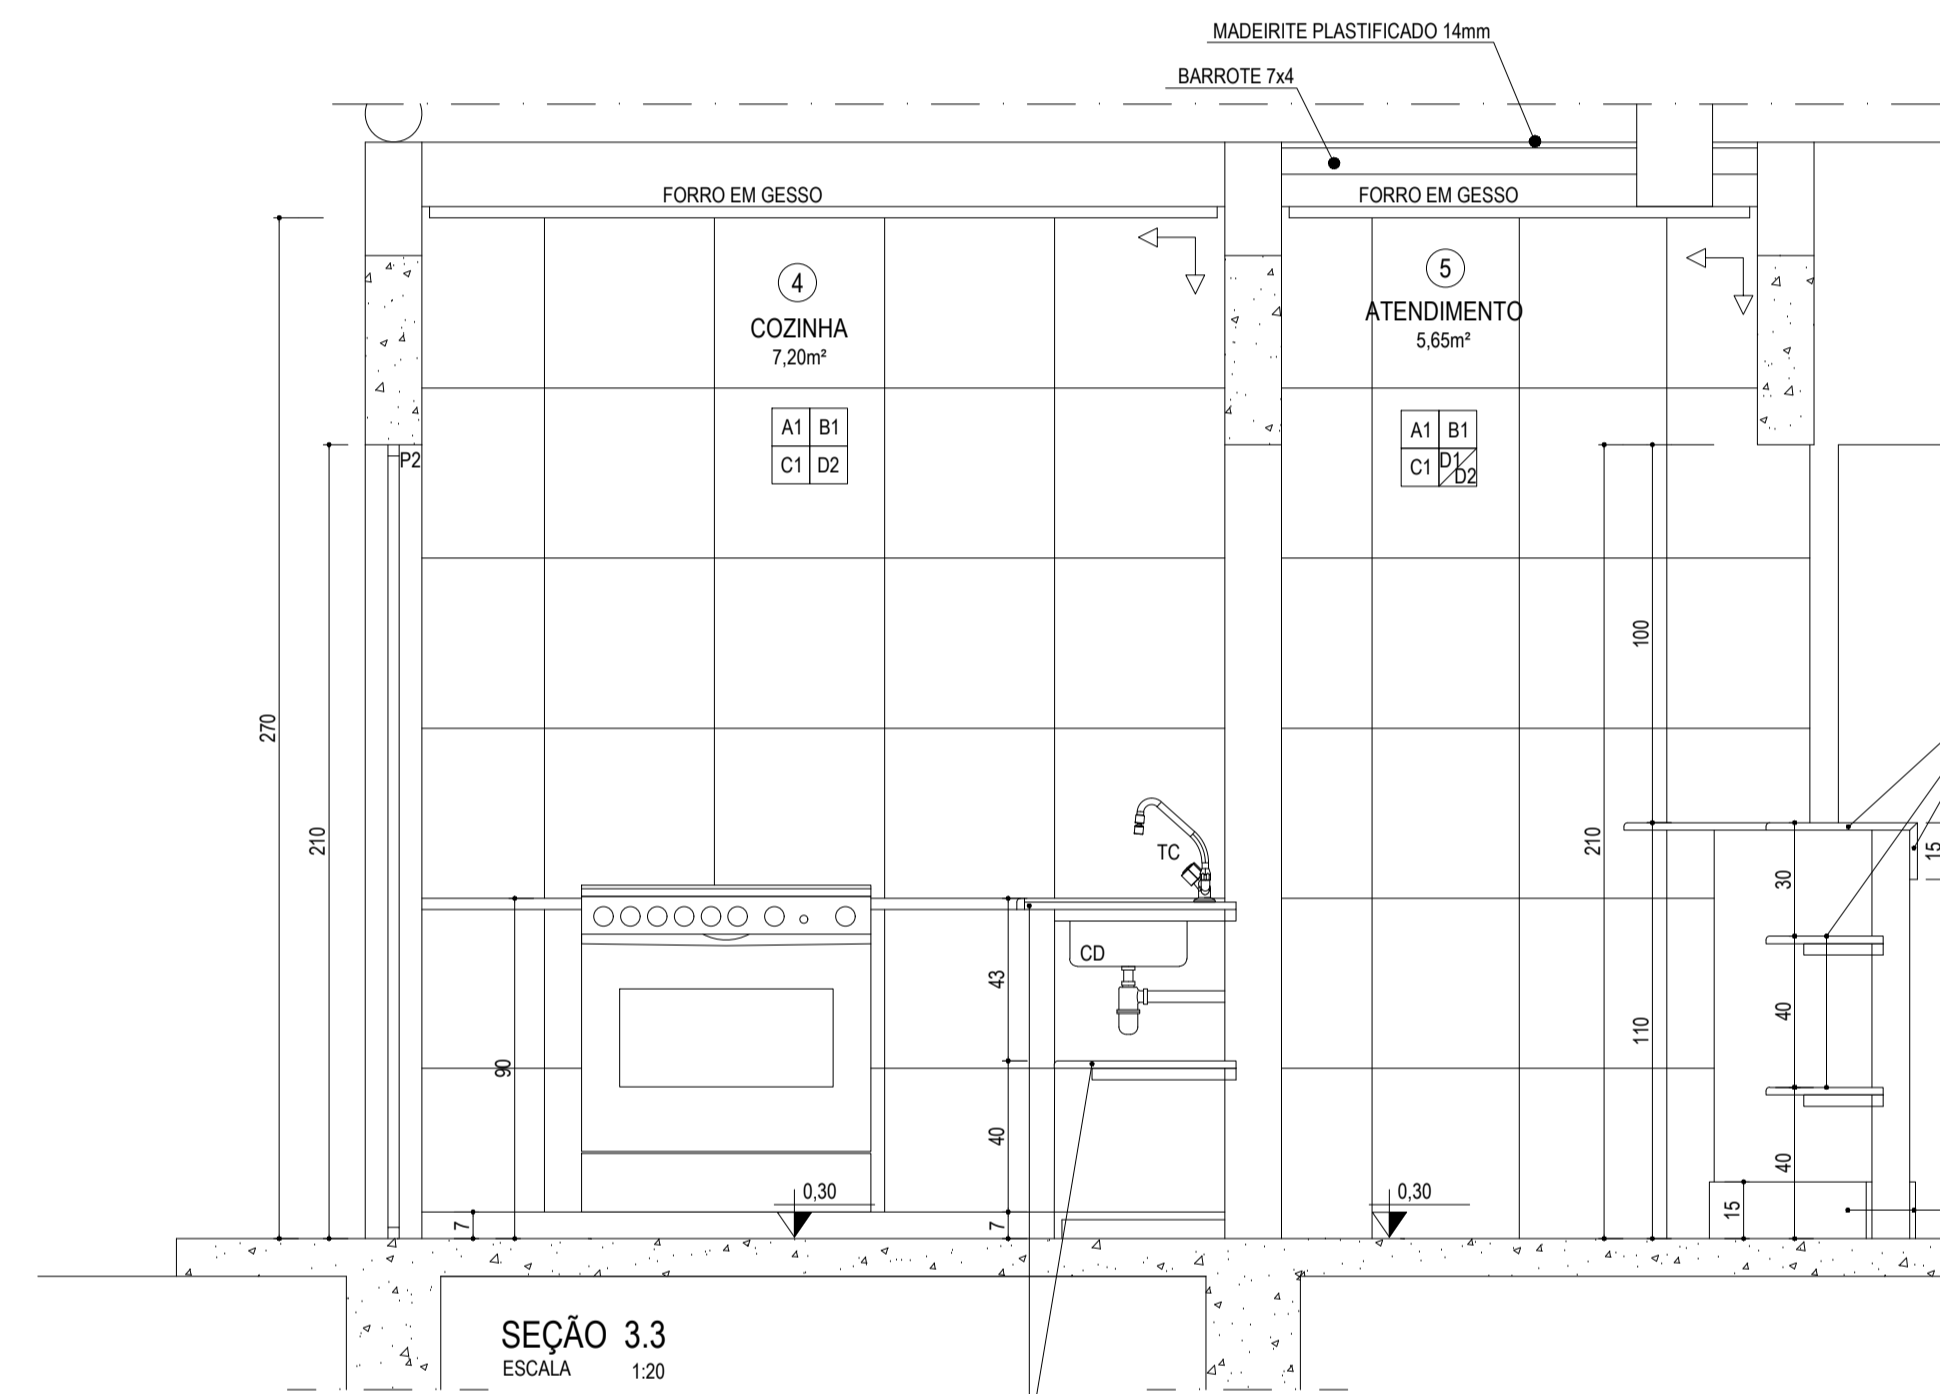 MADEIRITE PLASTIFICADO 14mm
BARROTE 7x4
FORRO EM GESSO
FORRO EM GESSO
4
COZINHA
7,20m²
5
ATENDIMENTO
5,65m²
A1 B1
C1 D2
A1 B1
C1 D1 D2
P2
270
210
100
210
TC
15
30
CD
43
90
40
110
40
40
0,30
0,30
7
7
15
SEÇÃO 3.3
ESCALA 1:20